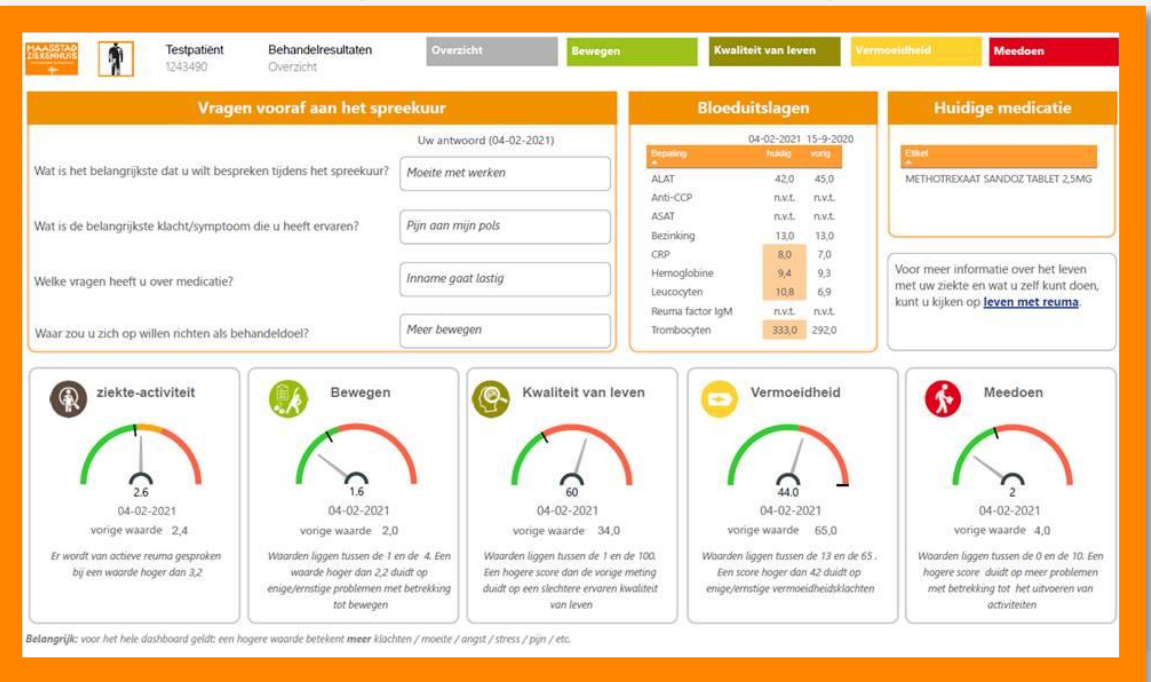 MAASSTAD
ZIEKENHUIS
Testpatiënt
1243490
Behandelresultaten
Overzicht
Overzicht
Bewegen
Kwaliteit van leven
Vermoeidheid
Meedoen
Vragen vooraf aan het spreekuur
Uw antwoord (04-02-2021)
Wat is het belangrijkste dat u wilt bespreken tijdens het spreekuur?
Moeite met werken
Wat is de belangrijkste klacht/symptoom die u heeft ervaren?
Pijn aan mijn pols
Welke vragen heeft u over medicatie?
Inname gaat lastig
Waar zou u zich op willen richten als behandeldoel?
Meer bewegen
Bloeduitslagen
04-02-2021 15-9-2020
Bepaling huidig vorig
ALAT 42,0 45,0
Anti-CCP n.v.t. n.v.t.
ASAT n.v.t. n.v.t.
Bezinking 13,0 13,0
CRP 8,0 7,0
Hemoglobine 9,4 9,3
Leucocyten 10,8 6,9
Reuma factor IgM n.v.t. n.v.t.
Trombocyten 333,0 292,0
Huidige medicatie
Etiket
METHOTREXAAT SANDOZ TABLET 2,5MG
Voor meer informatie over het leven
met uw ziekte en wat u zelf kunt doen,
kunt u kijken op leven met reuma.
ziekte-activiteit
2.6
04-02-2021
vorige waarde 2,4
Er wordt van actieve reuma gesproken
bij een waarde hoger dan 3,2
Bewegen
1.6
04-02-2021
vorige waarde 2,0
Waarden liggen tussen de 1 en de 4. Een
waarde hoger dan 2,2 duidt op
enige/ernstige problemen met betrekking
tot bewegen
Kwaliteit van leven
60
04-02-2021
vorige waarde 34,0
Waarden liggen tussen de 1 en de 100.
Een hogere score dan de vorige meting
duidt op een slechtere ervaren kwaliteit
van leven
Vermoeidheid
44.0
04-02-2021
vorige waarde 65,0
Waarden liggen tussen de 13 en de 65 .
Een score hoger dan 42 duidt op
enige/ernstige vermoeidheidsklachten
Meedoen
2
04-02-2021
vorige waarde 4,0
Waarden liggen tussen de 0 en de 10. Een
hogere score duidt op meer problemen
met betrekking tot het uitvoeren van
activiteiten
Belangrijk: voor het hele dashboard geldt: een hogere waarde betekent meer klachten / moeite / angst / stress / pijn / etc.